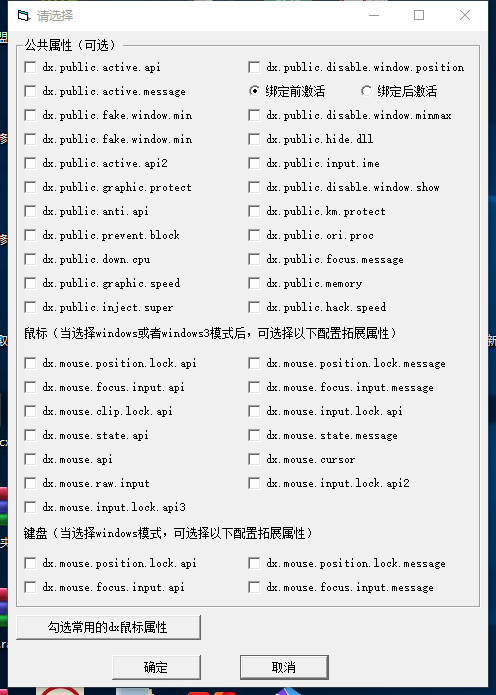 请选择
公共属性（可选）
dx.public.active.api dx.public.disable.window.position
dx.public.active.message 绑定前激活 绑定后激活
dx.public.fake.window.min dx.public.disable.window.minmax
dx.public.fake.window.min dx.public.hide.dll
dx.public.active.api2 dx.public.input.ime
dx.public.graphic.protect dx.public.disable.window.show
dx.public.anti.api dx.public.km.protect
dx.public.prevent.block dx.public.ori.proc
dx.public.down.cpu dx.public.focus.message
dx.public.graphic.speed dx.public.memory
dx.public.inject.super dx.public.hack.speed
鼠标（当选择windows或者windows3模式后，可选择以下配置拓展属性）
dx.mouse.position.lock.api dx.mouse.position.lock.message
dx.mouse.focus.input.api dx.mouse.focus.input.message
dx.mouse.clip.lock.api dx.mouse.input.lock.api
dx.mouse.state.api dx.mouse.state.message
dx.mouse.api dx.mouse.cursor
dx.mouse.raw.input dx.mouse.input.lock.api2
dx.mouse.input.lock.api3
键盘（当选择windows模式，可选择以下配置拓展属性）
dx.mouse.position.lock.api dx.mouse.position.lock.message
dx.mouse.focus.input.api dx.mouse.focus.input.message
勾选常用的dx鼠标属性
确定 取消